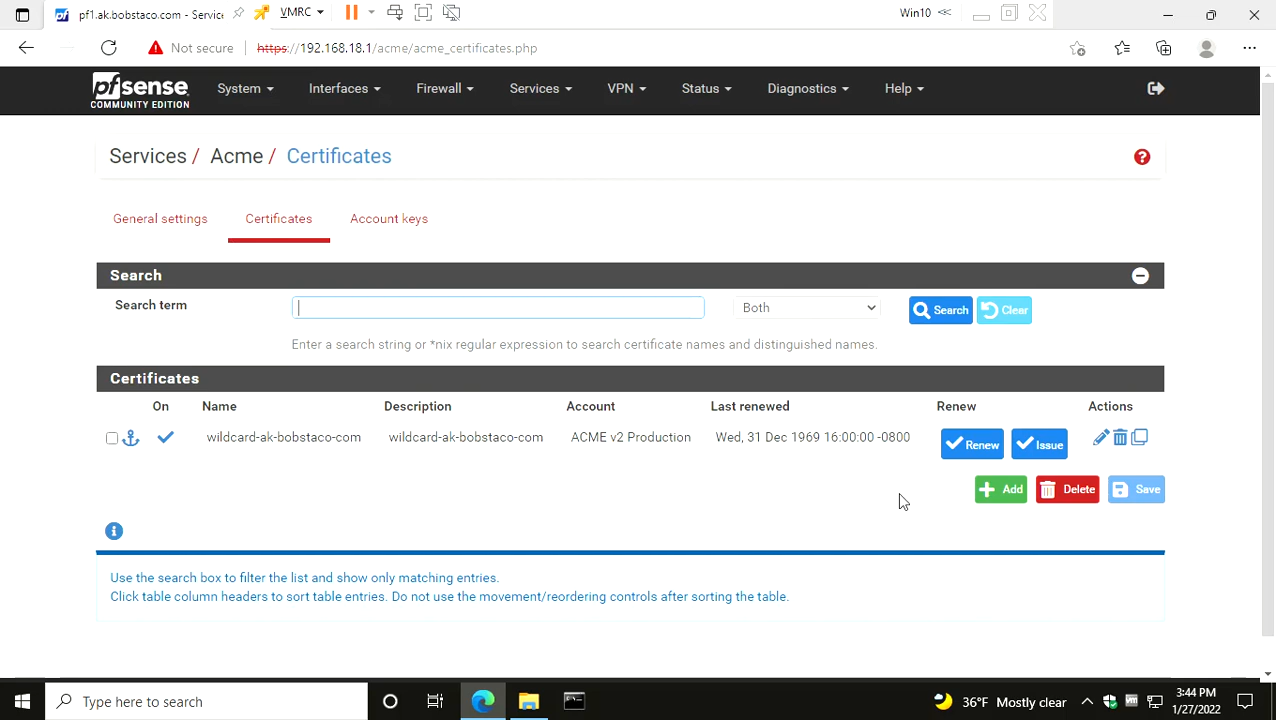 pf1.ak.bobstaco.com - Service
VMRC
Win10
Not secure
https://192.168.18.1/acme/acme_certificates.php
pfsense
COMMUNITY EDITION
System
Interfaces
Firewall
Services
VPN
Status
Diagnostics
Help
Services / Acme / Certificates
General settings
Certificates
Account keys
Search
Search term
Both
Search
Clear
Enter a search string or *nix regular expression to search certificate names and distinguished names.
Certificates
On Name Description Account Last renewed Renew Actions
wildcard-ak-bobstaco-com wildcard-ak-bobstaco-com ACME v2 Production Wed, 31 Dec 1969 16:00:00 -0800 Renew Issue
Add Delete Save
Use the search box to filter the list and show only matching entries.
Click table column headers to sort table entries. Do not use the movement/reordering controls after sorting the table.
Type here to search
36°F Mostly clear
3:44 PM
1/27/2022